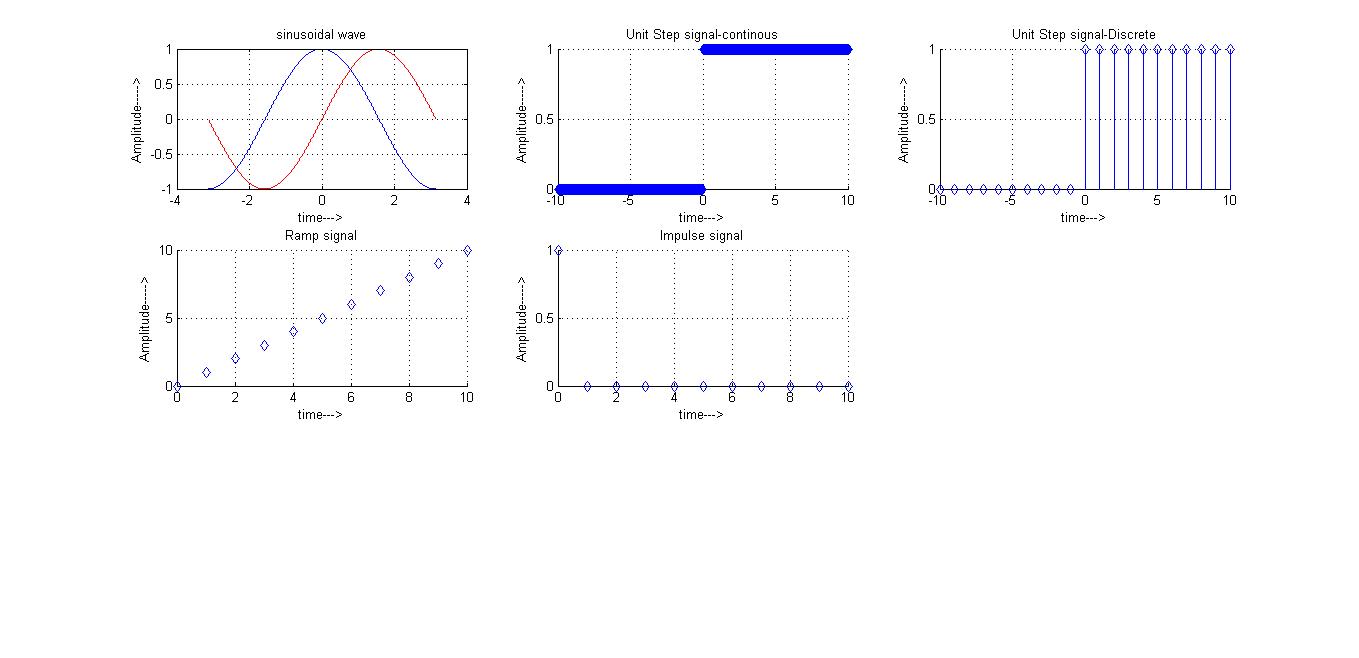 sinusoidal wave
1
0.5
0
-0.5
-1
-4 -2 0 2 4
Amplitude---->
time--->
Unit Step signal-continous
1
0.5
0
-10 -5 0 5 10
Amplitude---->
time--->
Unit Step signal-Discrete
1
0.5
0
-10 -5 0 5 10
Amplitude---->
time--->
Ramp signal
10
5
0
0 2 4 6 8 10
Amplitude----->
time--->
Impulse signal
1
0.5
0
0 2 4 6 8 10
Amplitude---->
time--->